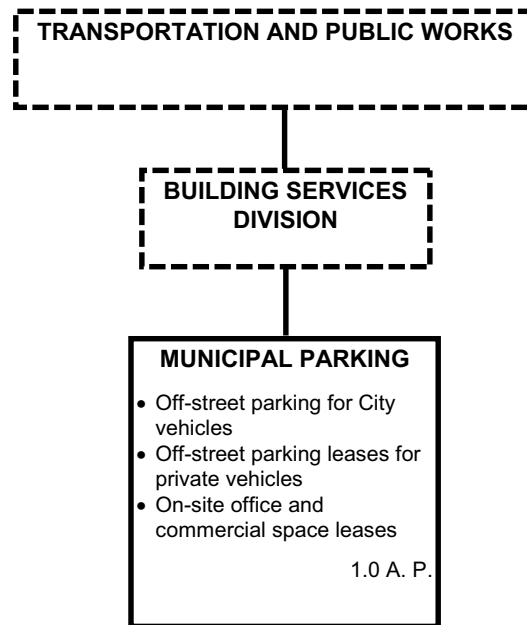 TRANSPORTATION AND PUBLIC WORKS
BUILDING SERVICES
DIVISION
MUNICIPAL PARKING
• Off-street parking for City
vehicles
• Off-street parking leases for
private vehicles
• On-site office and
commercial space leases
1.0 A. P.